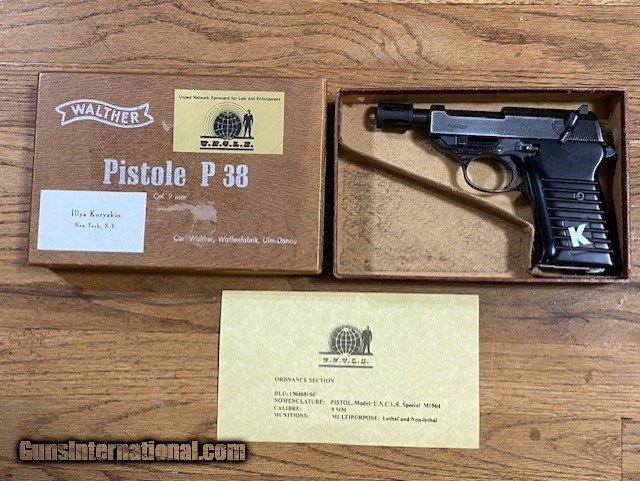 WALTHER
United Network Command for Law and Enforcement
U.N.C.L.E.
Pistole P 38
Cal. 9 mm
Illya Kuryakin
New York, N.Y.
Carl Walther, Waffenfabrik, Ulm-Donau
K
U.N.C.L.E.
ORDNANCE SECTION
NOMENCLATURE: PISTOL, Model: U.N.C.L.E. Special M1964
CALIBRE: 9 MM
MUNITIONS: MULTIPURPOSE: Lethal and Non-lethal
GunsInternational.com